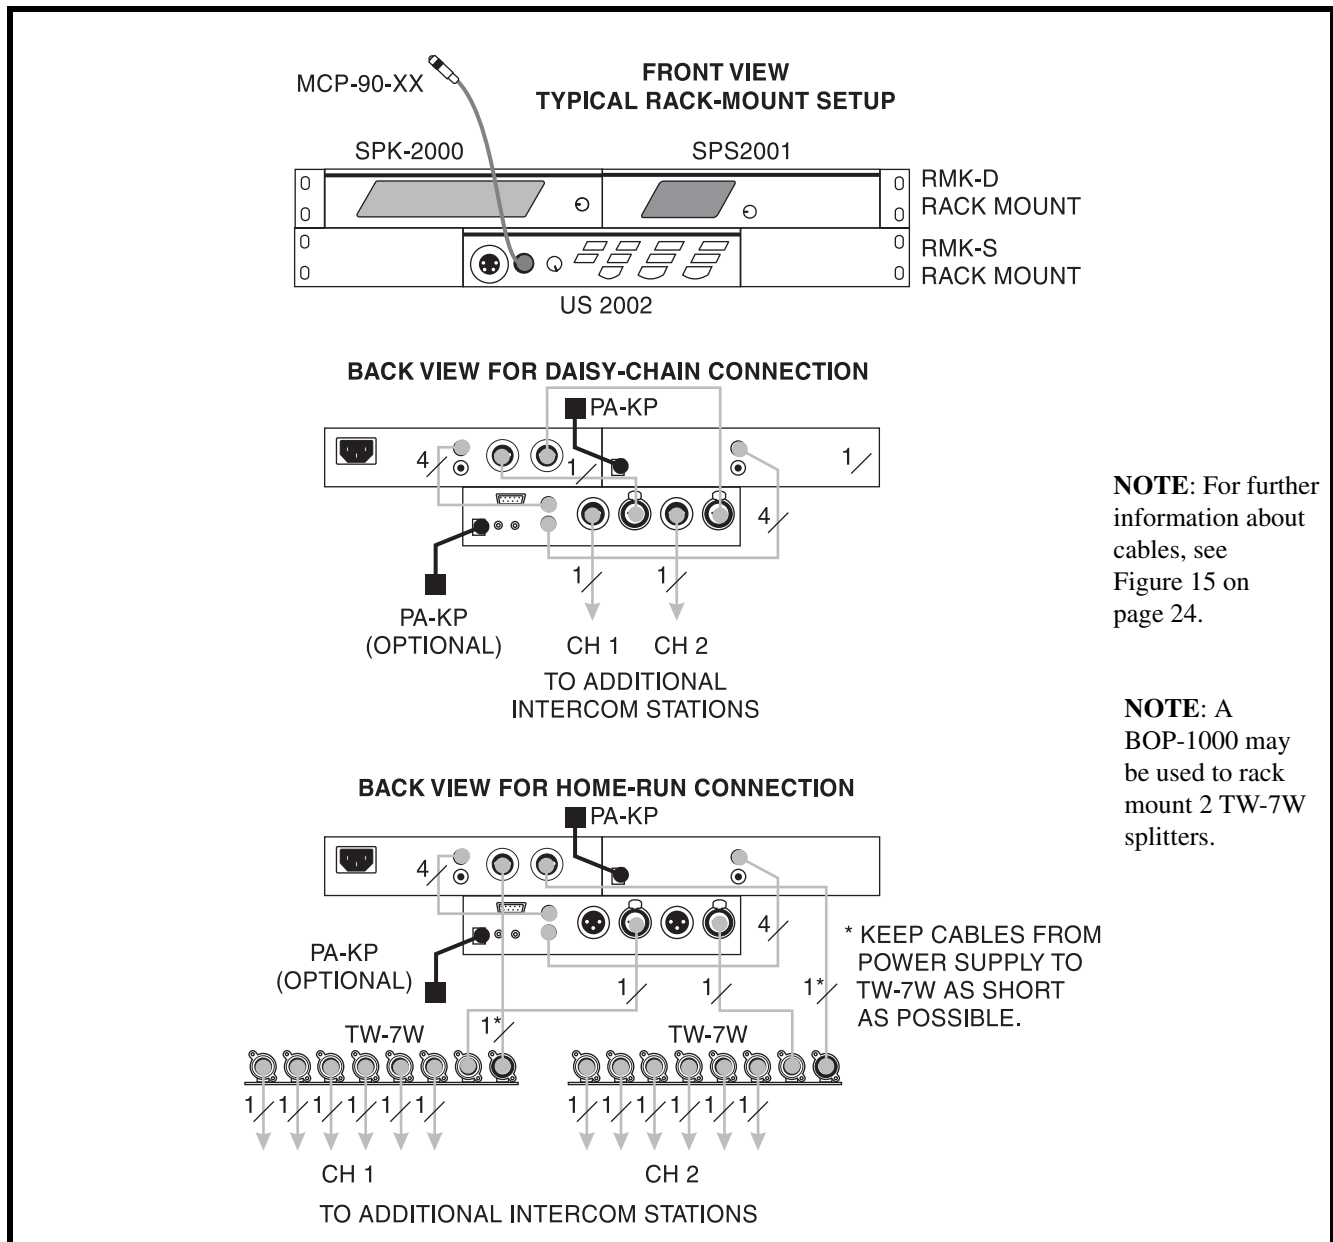 FRONT VIEW
TYPICAL RACK-MOUNT SETUP
MCP-90-XX
SPK-2000
SPS2001
RMK-D
RACK MOUNT
RMK-S
RACK MOUNT
US 2002
BACK VIEW FOR DAISY-CHAIN CONNECTION
PA-KP
4
1
1
4
1
1
PA-KP
(OPTIONAL)
CH 1
CH 2
TO ADDITIONAL
INTERCOM STATIONS
NOTE: For further
information about
cables, see
Figure 15 on
page 24.
NOTE: A
BOP-1000 may
be used to rack
mount 2 TW-7W
splitters.
BACK VIEW FOR HOME-RUN CONNECTION
PA-KP
4
4
PA-KP
(OPTIONAL)
1
1
1*
* KEEP CABLES FROM
POWER SUPPLY TO
TW-7W AS SHORT
AS POSSIBLE.
TW-7W
1*
TW-7W
1 1 1 1 1 1
1 1 1 1 1 1
CH 1
CH 2
TO ADDITIONAL INTERCOM STATIONS